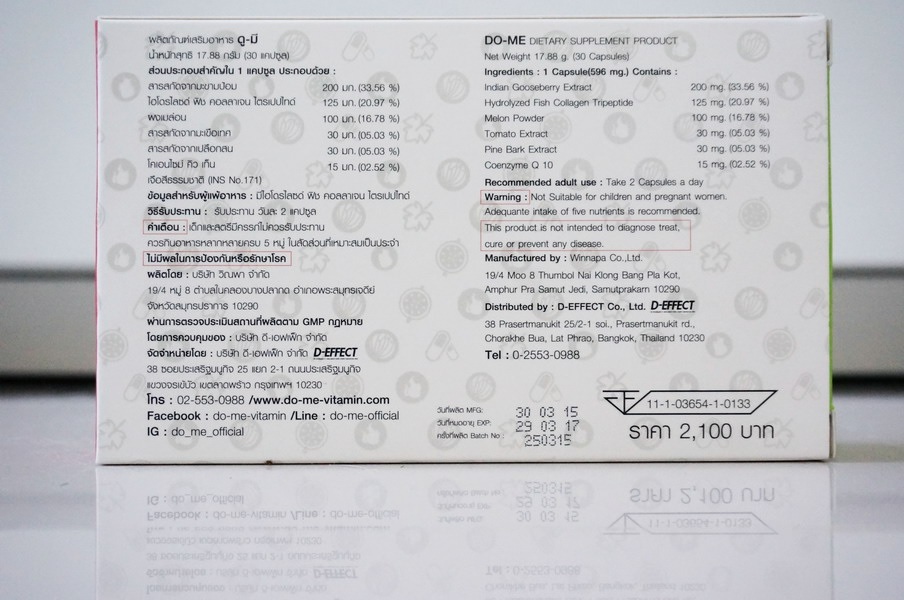 ผลิตภัณฑ์เสริมอาหาร ดู-มี
น้ำหนักสุทธิ 17.88 กรัม (30 แคปซูล)
ส่วนประกอบสำคัญใน 1 แคปซูล ประกอบด้วย :
สารสกัดจากมะขามป้อม 200 มก. (33.56 %)
ไฮโดรไลซด์ ฟิช คอลลาเจน ไตรเปปไทด์ 125 มก. (20.97 %)
ผงเมล่อน 100 มก. (16.78 %)
สารสกัดจากมะเขือเทศ 30 มก. (05.03 %)
สารสกัดจากเปลือกสน 30 มก. (05.03 %)
โคเอนไซม์ คิว เท็น 15 มก. (02.52 %)
เจือสีธรรมชาติ (INS No.171)
ข้อมูลสำหรับผู้แพ้อาหาร : มีไฮโดรไลซด์ ฟิช คอลลาเจน ไตรเปปไทด์
วิธีรับประทาน : รับประทาน วันละ 2 แคปซูล
คำเตือน : เด็กและสตรีมีครรภ์ไม่ควรรับประทาน
ควรกินอาหารหลากหลายครบ 5 หมู่ ในสัดส่วนที่เหมาะสมเป็นประจำ
ไม่มีผลในการป้องกันหรือรักษาโรค
ผลิตโดย : บริษัท วิณพา จำกัด
19/4 หมู่ 8 ตำบลในคลองบางปลากด อำเภอพระสมุทรเจดีย์
จังหวัดสมุทรปราการ 10290
ผ่านการตรวจประเมินสถานที่ผลิตตาม GMP กฎหมาย
โดยการควบคุมของ : บริษัท ดี-เอฟเฟ็ก จำกัด
จัดจำหน่ายโดย : บริษัท ดี-เอฟเฟ็ก จำกัด D-EFFECT
38 ซอยประเสริฐมนูกิจ 25 แยก 2-1 ถนนประเสริฐมนูกิจ
แขวงจรเข้บัว เขตลาดพร้าว กรุงเทพฯ 10230
โทร : 02-553-0988 /www.do-me-vitamin.com
Facebook : do-me-vitamin /Line : do-me-official
IG : do_me_official
DO-ME DIETARY SUPPLEMENT PRODUCT
Net Weight 17.88 g. (30 Capsules)
Ingredients : 1 Capsule(596 mg.) Contains :
Indian Gooseberry Extract 200 mg. (33.56 %)
Hydrolyzed Fish Collagen Tripeptide 125 mg. (20.97 %)
Melon Powder 100 mg. (16.78 %)
Tomato Extract 30 mg. (05.03 %)
Pine Bark Extract 30 mg. (05.03 %)
Coenzyme Q 10 15 mg. (02.52 %)
Recommended adult use : Take 2 Capsules a day
Warning : Not Suitable for children and pregnant women.
Adequante intake of five nutrients is recommended.
This product is not intended to diagnose treat,
cure or prevent any disease.
Manufactured by : Winnapa Co.,Ltd.
19/4 Moo 8 Thumbol Nai Klong Bang Pla Kot,
Amphur Pra Samut Jedi, Samutprakarn 10290
Distributed by : D-EFFECT Co., Ltd. D-EFFECT
38 Prasertmanukit 25/2-1 soi., Prasertmanukit rd.,
Chorakhe Bua, Lat Phrao, Bangkok, Thailand 10230
Tel : 0-2553-0988
วันที่ผลิต MFG: 30 03 15
วันที่หมดอายุ EXP: 29 03 17
ครั้งที่ผลิต Batch No : 250315
11-1-03654-1-0133
ราคา 2,100 บาท